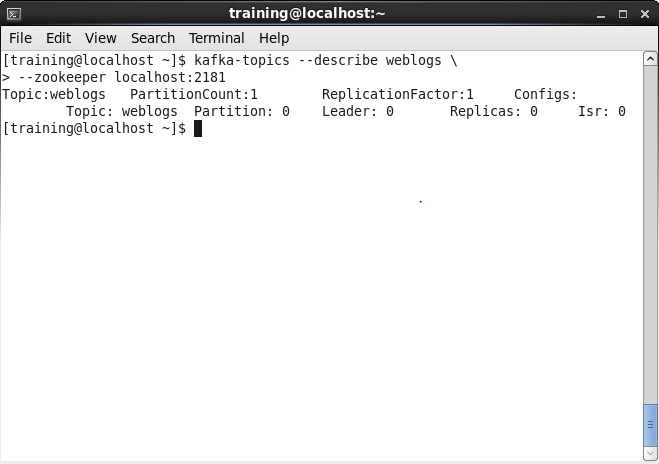 training@localhost:~
File Edit View Search Terminal Help
[training@localhost ~]$ kafka-topics --describe weblogs \
> --zookeeper localhost:2181
Topic:weblogs PartitionCount:1 ReplicationFactor:1 Configs:
Topic: weblogs Partition: 0 Leader: 0 Replicas: 0 Isr: 0
[training@localhost ~]$